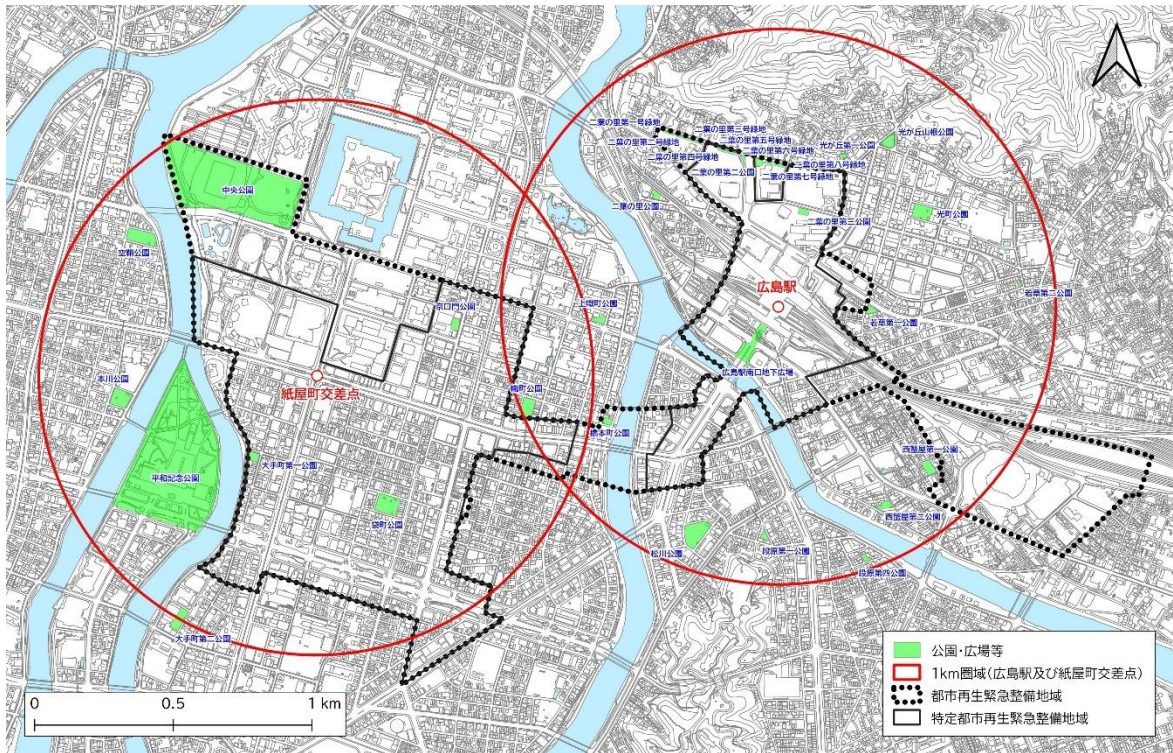 二葉の里第一号緑地
二葉の里第三号緑地
二葉の里第二号緑地
二葉の里第五号緑地
光が丘山根公園
二葉の里第四号緑地
二葉の里第六号緑地
光が丘第一公園
二葉の里第八号緑地
二葉の里第二公園
二葉の里第七号緑地
中央公園
二葉の里公園
二葉の里第三公園
光町公園
空鞘公園
広島駅
若草第二公園
京口門公園
上幟町公園
若草第一公園
広島駅南口地下広場
紙屋町交差点
本川公園
幟町公園
橋本町公園
大手町第一公園
西蟹屋第一公園
平和記念公園
袋町公園
西蟹屋第二公園
松川公園
段原第一公園
段原第四公園
大手町第二公園
公園・広場等
1km圏域(広島駅及び紙屋町交差点)
都市再生緊急整備地域
特定都市再生緊急整備地域
0 0.5 1 km